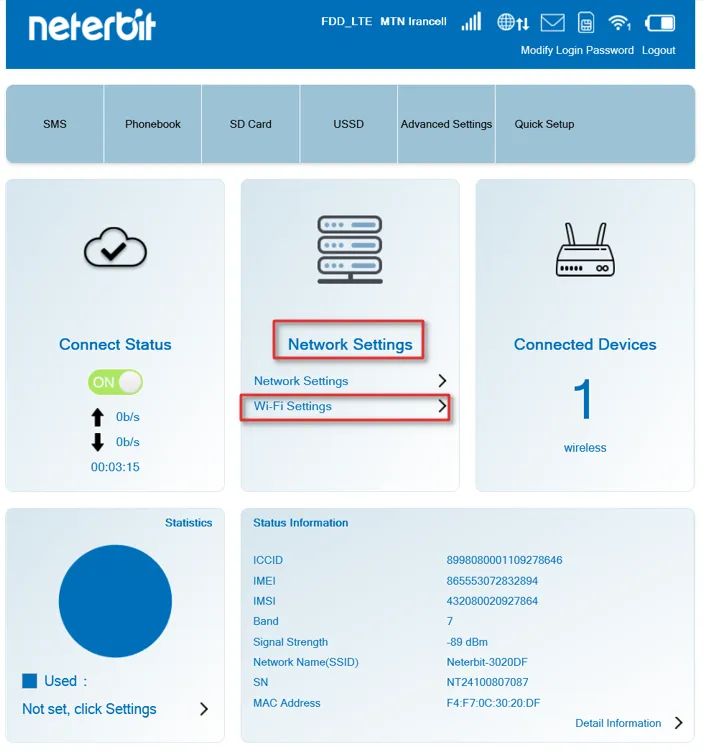 neterbit
FDD_LTE MTN Irancell 1
Modify Login Password Logout
SMS
Phonebook
SD Card
USSD
Advanced Settings
Quick Setup
Connect Status
ON
0b/s
0b/s
00:03:15
Network Settings
Network Settings
Wi-Fi Settings
Connected Devices
1
wireless
Statistics
Used :
Not set, click Settings
Status Information
ICCID 8998080001109278646
IMEI 865553072832894
IMSI 432080020927864
Band 7
Signal Strength -89 dBm
Network Name(SSID) Neterbit-3020DF
SN NT24100807087
MAC Address F4:F7:0C:30:20:DF
Detail Information